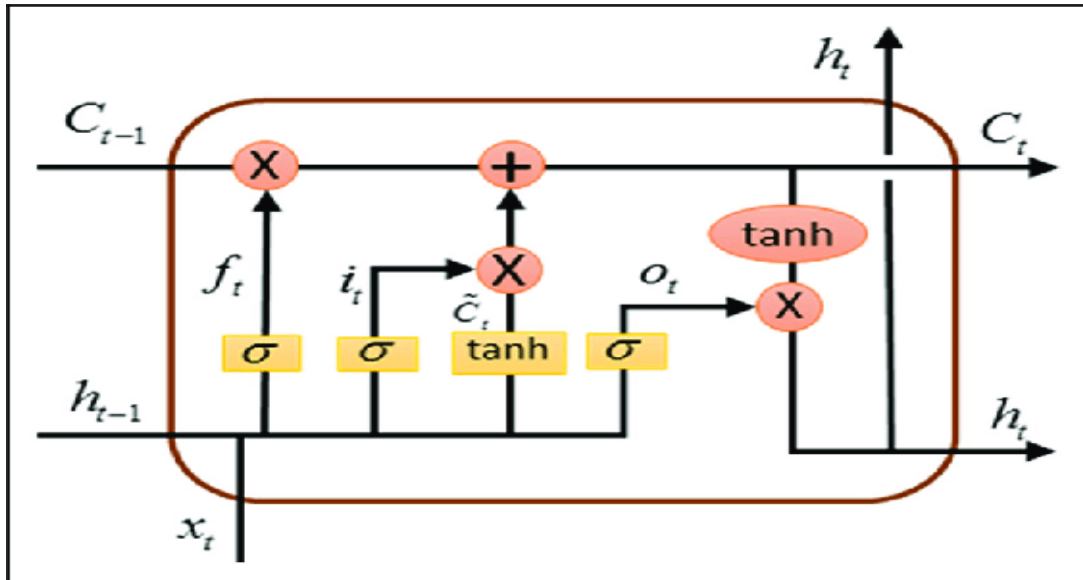 h_t
C_{t-1}
C_t
X
+
tanh
f_t
i_t
X
o_t
X
C̃_t
σ
σ
tanh
σ
h_{t-1}
h_t
x_t